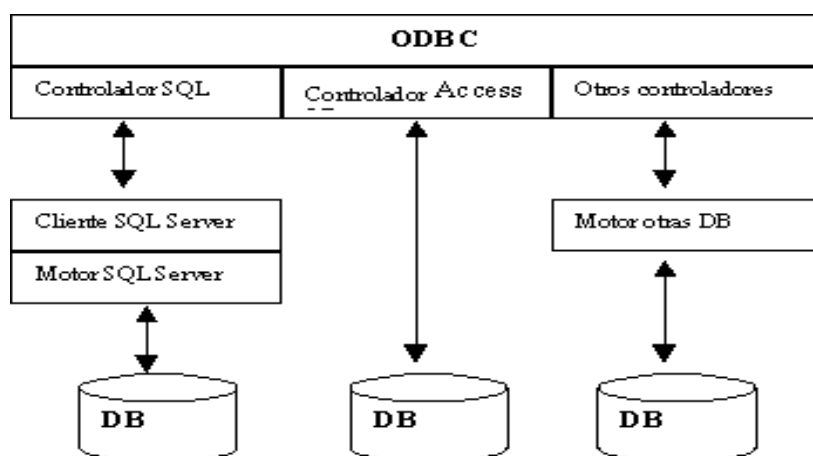 ODBC
Controlador SQL
Controlador Access
Otros controladores
Cliente SQL Server
Motor SQL Server
Motor otras DB
DB
DB
DB